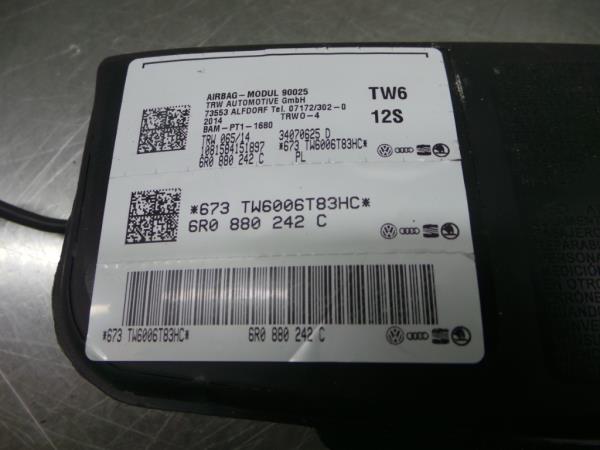 AIRBAG-MODUL 90025
TRW AUTOMOTIVE GmbH
73553 ALFDORF Tel. 07172/302-0
2014 TRWO-4
BAM-PT1-1680
TRW 065/14 34070625 D
1081584151897 *673 TW6006T83HC*
6R0 880 242 C PL
TW6
12S
*673 TW6006T83HC*
6R0 880 242 C
*673 TW6006T83HC* 6R0 880 242 C